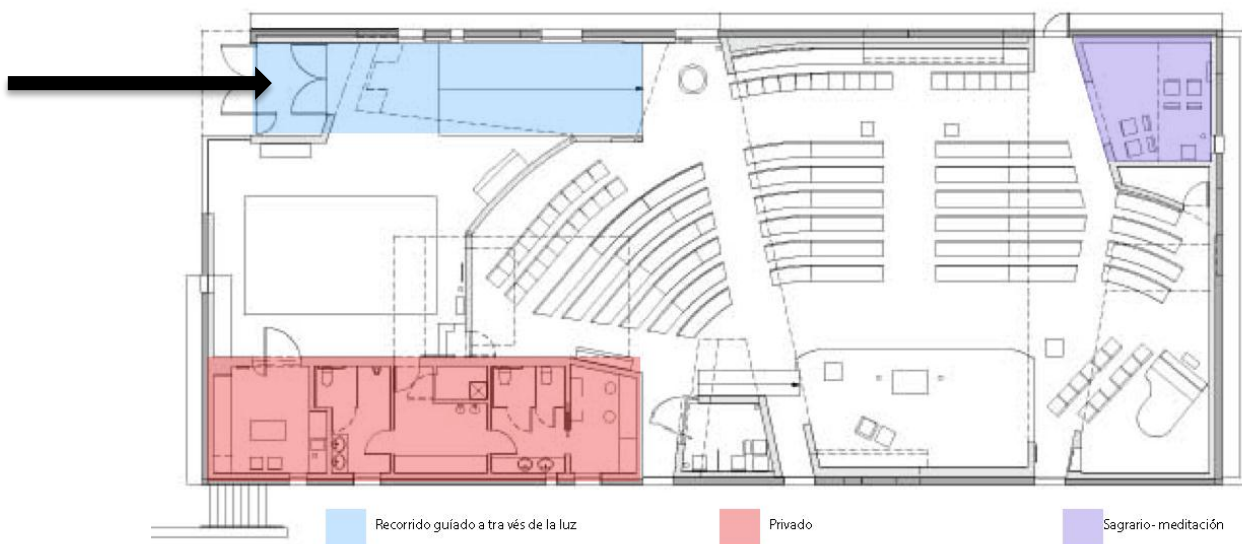 Recorrido guíado a tra vés de la luz
Privado
Sagrario- meditación